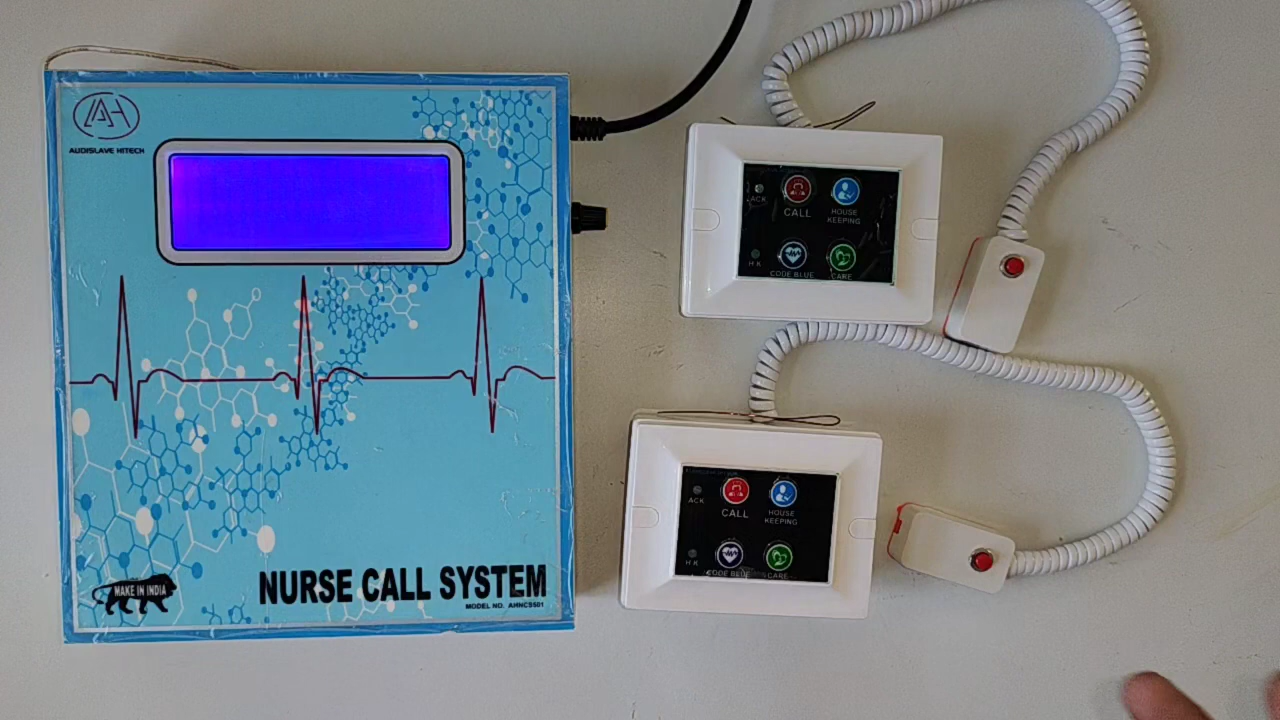 AUDISLAVE HITECH
MAKE IN INDIA
NURSE CALL SYSTEM
MODEL NO. AHNCS501
ACK
CALL
HOUSE
KEEPING
H K
CODE BLUE
CARE
ACK
CALL
HOUSE
KEEPING
H K
CODE BLUE
CARE